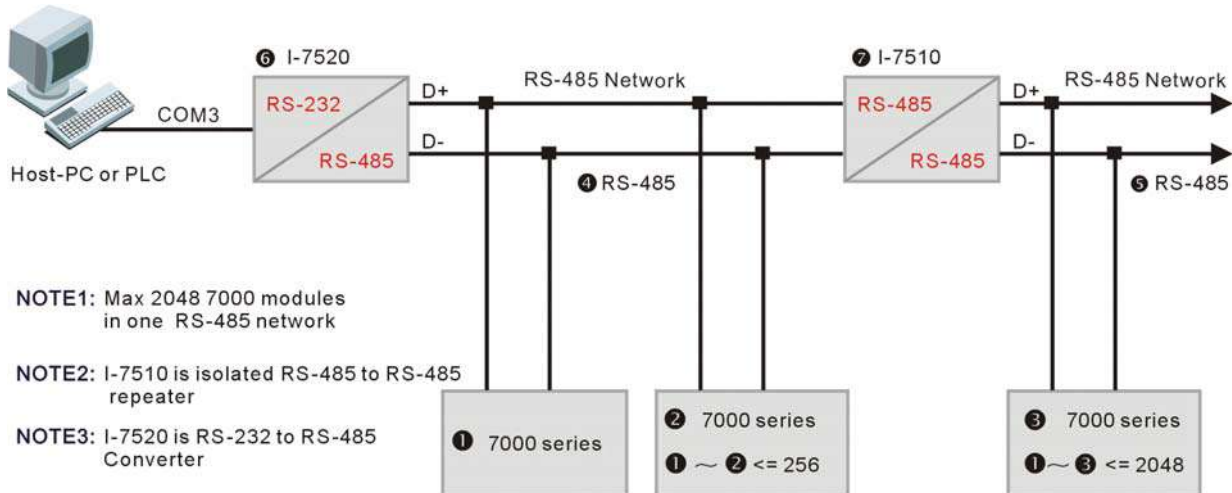 ❻ I-7520
❼ I-7510
RS-232
RS-485
D+
D-
RS-485 Network
RS-485
RS-485
D+
D-
RS-485 Network
COM3
Host-PC or PLC
❹ RS-485
❺ RS-485
NOTE1: Max 2048 7000 modules
in one RS-485 network
NOTE2: I-7510 is isolated RS-485 to RS-485
repeater
NOTE3: I-7520 is RS-232 to RS-485
Converter
❶ 7000 series
❷ 7000 series
❶ ~ ❷ <= 256
❸ 7000 series
❶~ ❸ <= 2048